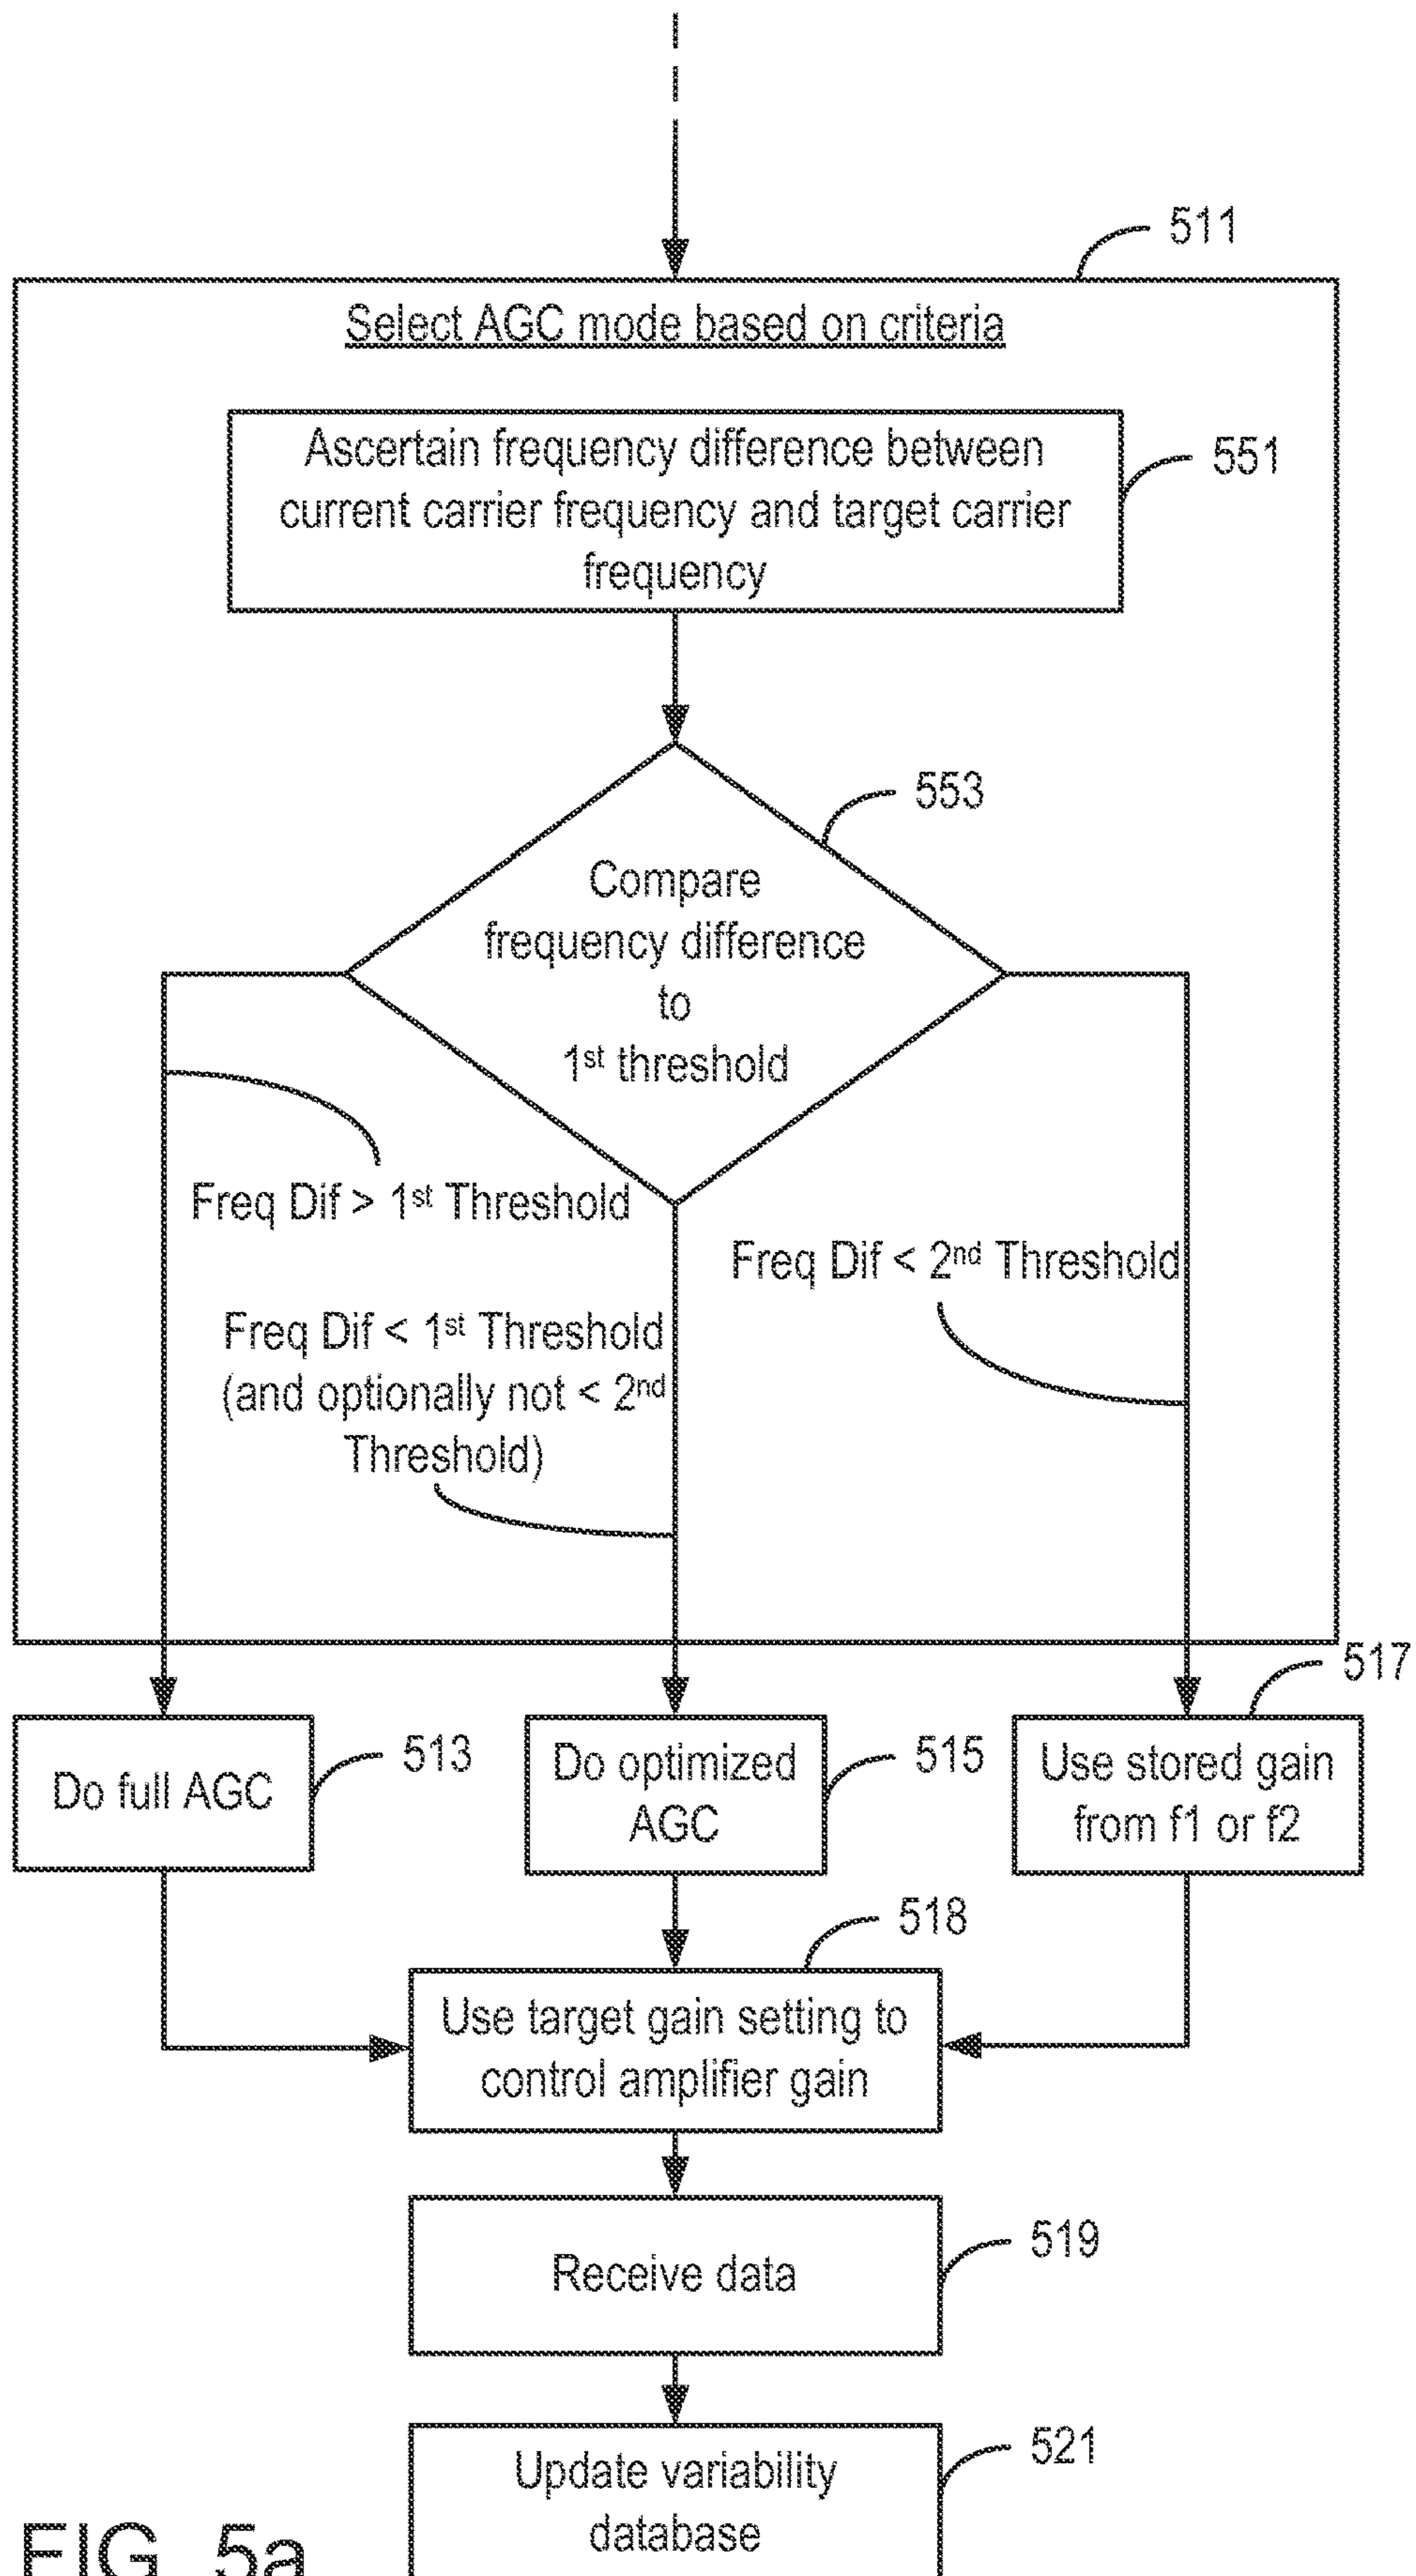 511
Select AGC mode based on criteria
Ascertain frequency difference between
current carrier frequency and target carrier
frequency
551
553
Compare
frequency difference
to
1st threshold
Freq Dif > 1st Threshold
Freq Dif < 2nd Threshold
Freq Dif < 1st Threshold
(and optionally not < 2nd
Threshold)
517
Do full AGC
513
Do optimized
AGC
515
Use stored gain
from f1 or f2
518
Use target gain setting to
control amplifier gain
Receive data
519
Update variability
database
521
FIG. 5a